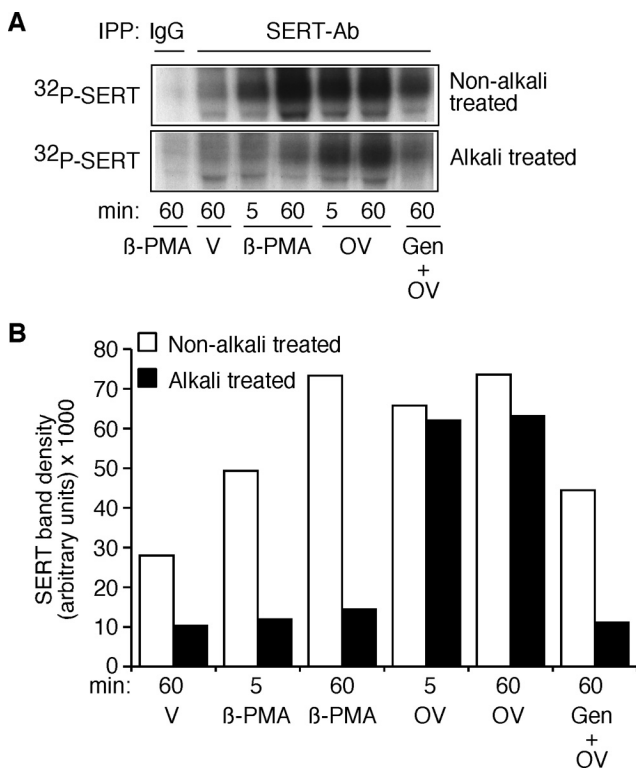 A
IPP: IgG SERT-Ab
32P-SERT
Non-alkali
treated
32P-SERT
Alkali treated
min: 60 60 5 60 5 60 60
ß-PMA V ß-PMA OV Gen
+
OV
B
Non-alkali treated
Alkali treated
SERT band density
(arbitrary units) x 1000
80
70
60
50
40
30
20
10
0
min: 60 5 60 5 60 60
V ß-PMA ß-PMA OV OV Gen
+
OV